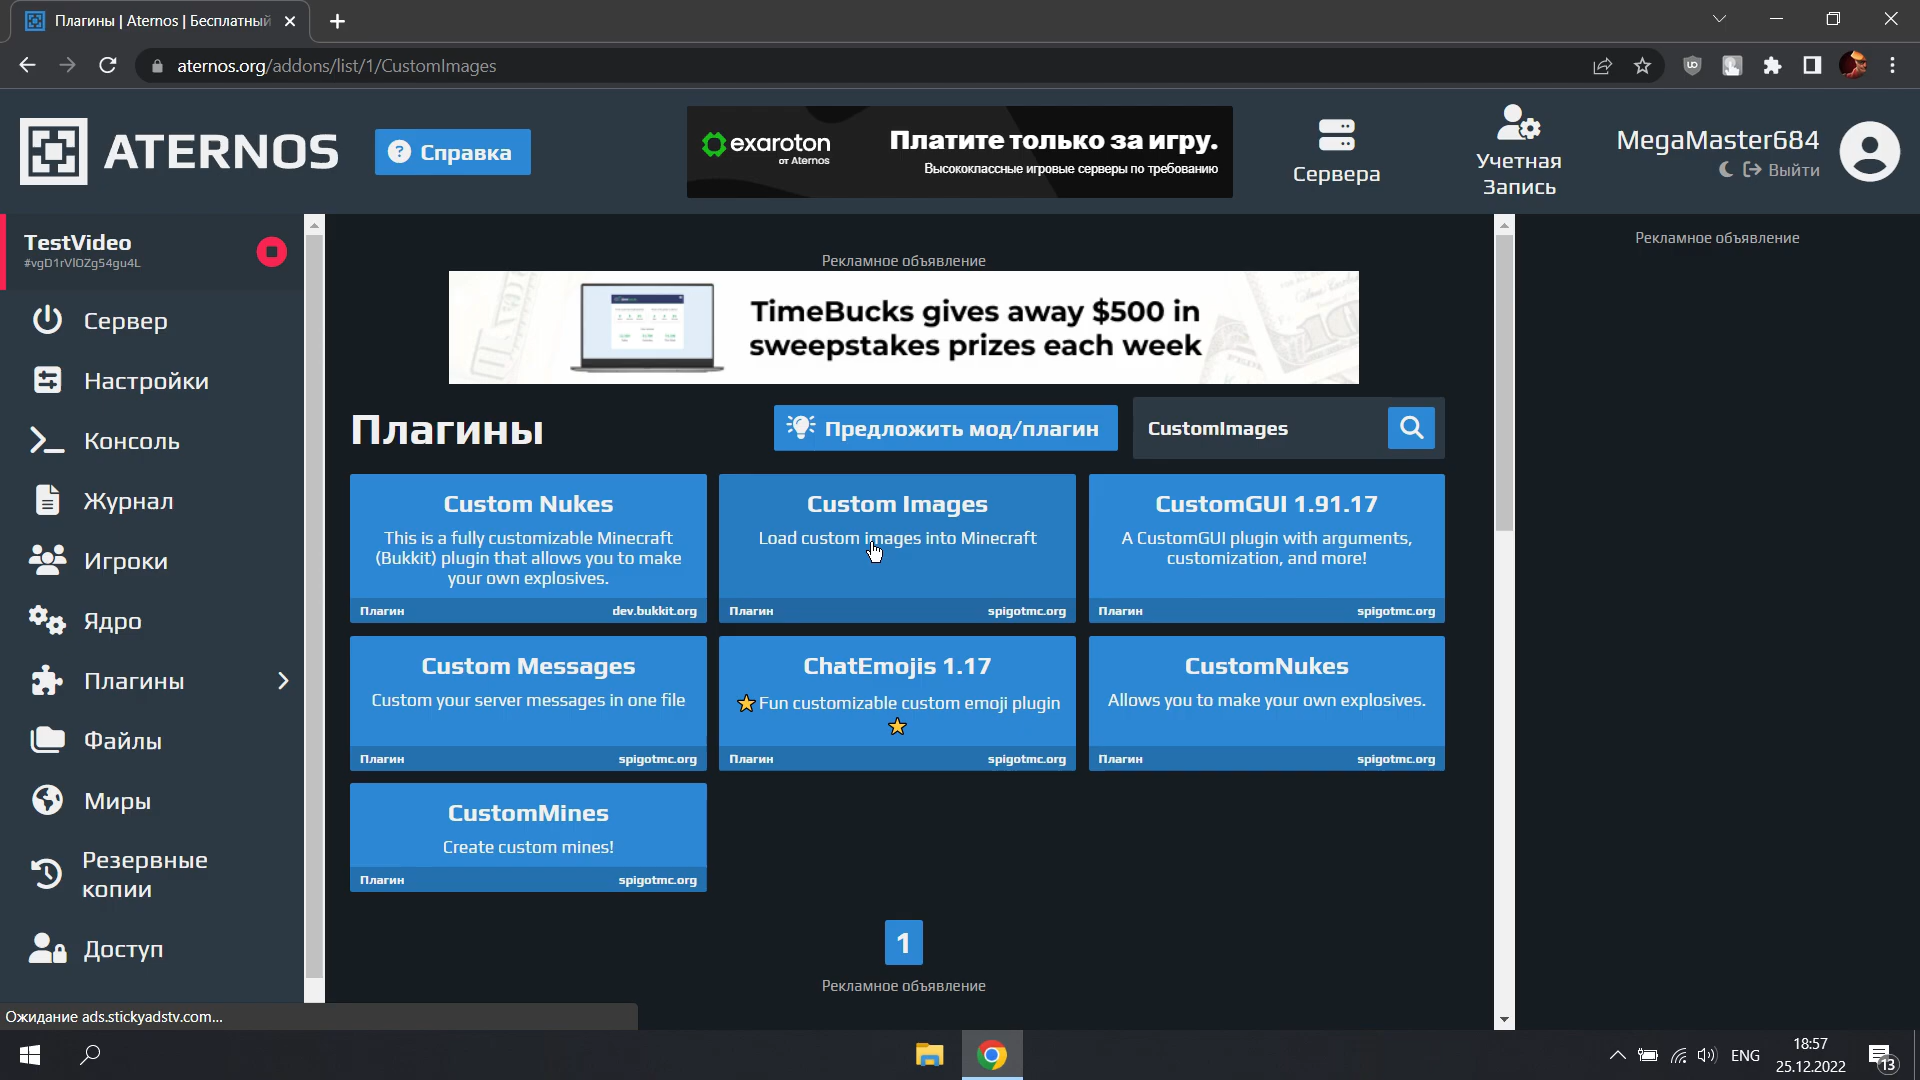 Плагины | Aternos | Бесплатный
aternos.org/addons/list/1/CustomImages
ATERNOS
? Справка
exaroton
от Aternos
Платите только за игру.
Высококлассные игровые серверы по требованию
Сервера
Учетная
Запись
MegaMaster684
Выйти
TestVideo
Сервер
Настройки
Консоль
Журнал
Игроки
Ядро
Плагины
Файлы
Миры
Резервные
копии
Доступ
Рекламное объявление
TimeBucks gives away $500 in
sweepstakes prizes each week
Плагины
Предложить мод/плагин
CustomImages
Custom Nukes
This is a fully customizable Minecraft
(Bukkit) plugin that allows you to make
your own explosives.
Плагин
dev.bukkit.org
Custom Images
Load custom images into Minecraft
Плагин
spigotmc.org
CustomGUI 1.91.17
A CustomGUI plugin with arguments,
customization, and more!
Плагин
spigotmc.org
Custom Messages
Custom your server messages in one file
Плагин
spigotmc.org
ChatEmojis 1.17
⭐Fun customizable custom emoji plugin
⭐
Плагин
spigotmc.org
CustomNukes
Allows you to make your own explosives.
Плагин
spigotmc.org
CustomMines
Create custom mines!
Плагин
spigotmc.org
1
Рекламное объявление
Рекламное объявление
Ожидание ads.stickyadstv.com...
ENG
18:57
25.12.2022
13